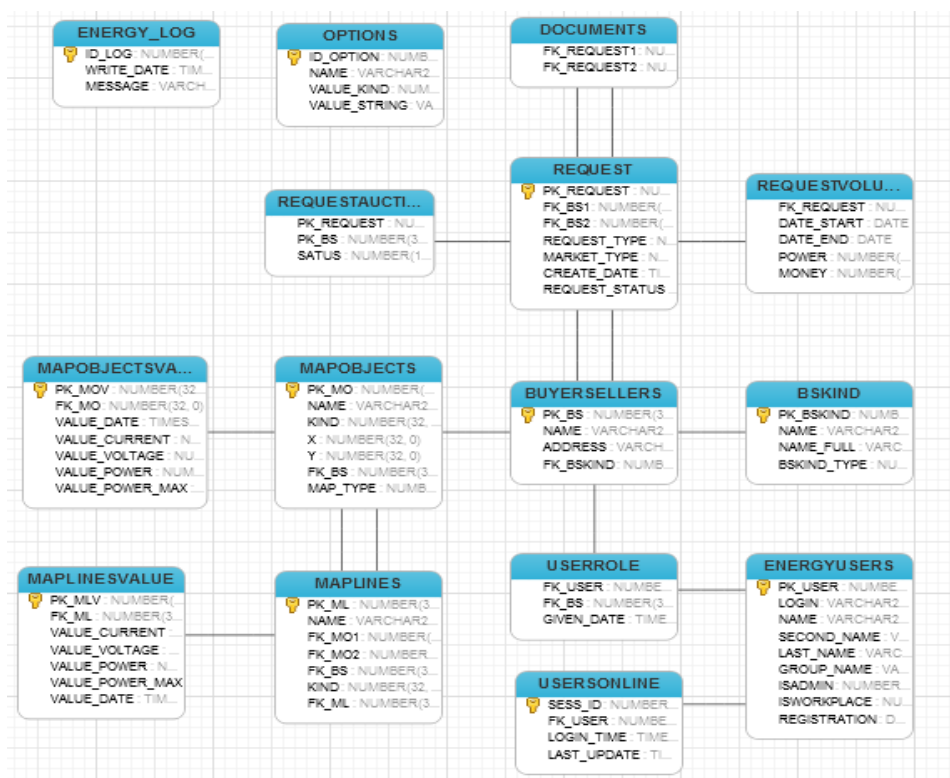 ENERGY_LOG
ID_LOG : NUMBER(...
WRITE_DATE : TIM...
MESSAGE : VARCH...
OPTIONS
ID_OPTION : NUMB...
NAME : VARCHAR2...
VALUE_KIND : NUM...
VALUE_STRING : VA...
DOCUMENTS
FK_REQUEST1 : NU...
FK_REQUEST2 : NU...
REQUESTAUCTI...
PK_REQUEST : NU...
PK_BS : NUMBER(3...
SATUS : NUMBER(1...
REQUEST
PK_REQUEST : NU...
FK_BS1 : NUMBER(...
FK_BS2 : NUMBER(...
REQUEST_TYPE : N...
MARKET_TYPE : N...
CREATE_DATE : TI...
REQUEST_STATUS
REQUESTVOLU...
FK_REQUEST : NU...
DATE_START : DATE
DATE_END : DATE
POWER : NUMBER(...
MONEY : NUMBER(...
MAPOBJECTSVA...
PK_MOV : NUMBER(32...
FK_MO : NUMBER(32, 0)
VALUE_DATE : TIMES...
VALUE_CURRENT : N...
VALUE_VOLTAGE : NU...
VALUE_POWER : NUM...
VALUE_POWER_MAX : ...
MAPOBJECTS
PK_MO : NUMBER(...
NAME : VARCHAR2...
KIND : NUMBER(32, ...
X : NUMBER(32, 0)
Y : NUMBER(32, 0)
FK_BS : NUMBER(3...
MAP_TYPE : NUMB...
BUYERSELLERS
PK_BS : NUMBER(3...
NAME : VARCHAR2...
ADDRESS : VARCH...
FK_BSKIND : NUMB...
BSKIND
PK_BSKIND : NUMB...
NAME : VARCHAR2...
NAME_FULL : VARC...
BSKIND_TYPE : NU...
MAPLINESVALUE
PK_MLV : NUMBER(...
FK_ML : NUMBER(3...
VALUE_CURRENT : ...
VALUE_VOLTAGE : ...
VALUE_POWER : N...
VALUE_POWER_MAX
VALUE_DATE : TIM...
MAPLINES
PK_ML : NUMBER(3...
NAME : VARCHAR2...
FK_MO1 : NUMBER(...
FK_MO2 : NUMBER...
FK_BS : NUMBER(3...
KIND : NUMBER(32, ...
FK_ML : NUMBER(3...
USERROLE
FK_USER : NUMBE...
FK_BS : NUMBER(3...
GIVEN_DATE : TIME...
ENERGYUSERS
PK_USER : NUMBE...
LOGIN : VARCHAR2...
NAME : VARCHAR2...
SECOND_NAME : V...
LAST_NAME : VARC...
GROUP_NAME : VA...
ISADMIN : NUMBER...
ISWORKPLACE : NU...
REGISTRATION : D...
USERSONLINE
SESS_ID : NUMBER...
FK_USER : NUMBE...
LOGIN_TIME : TIME...
LAST_UPDATE : TI...